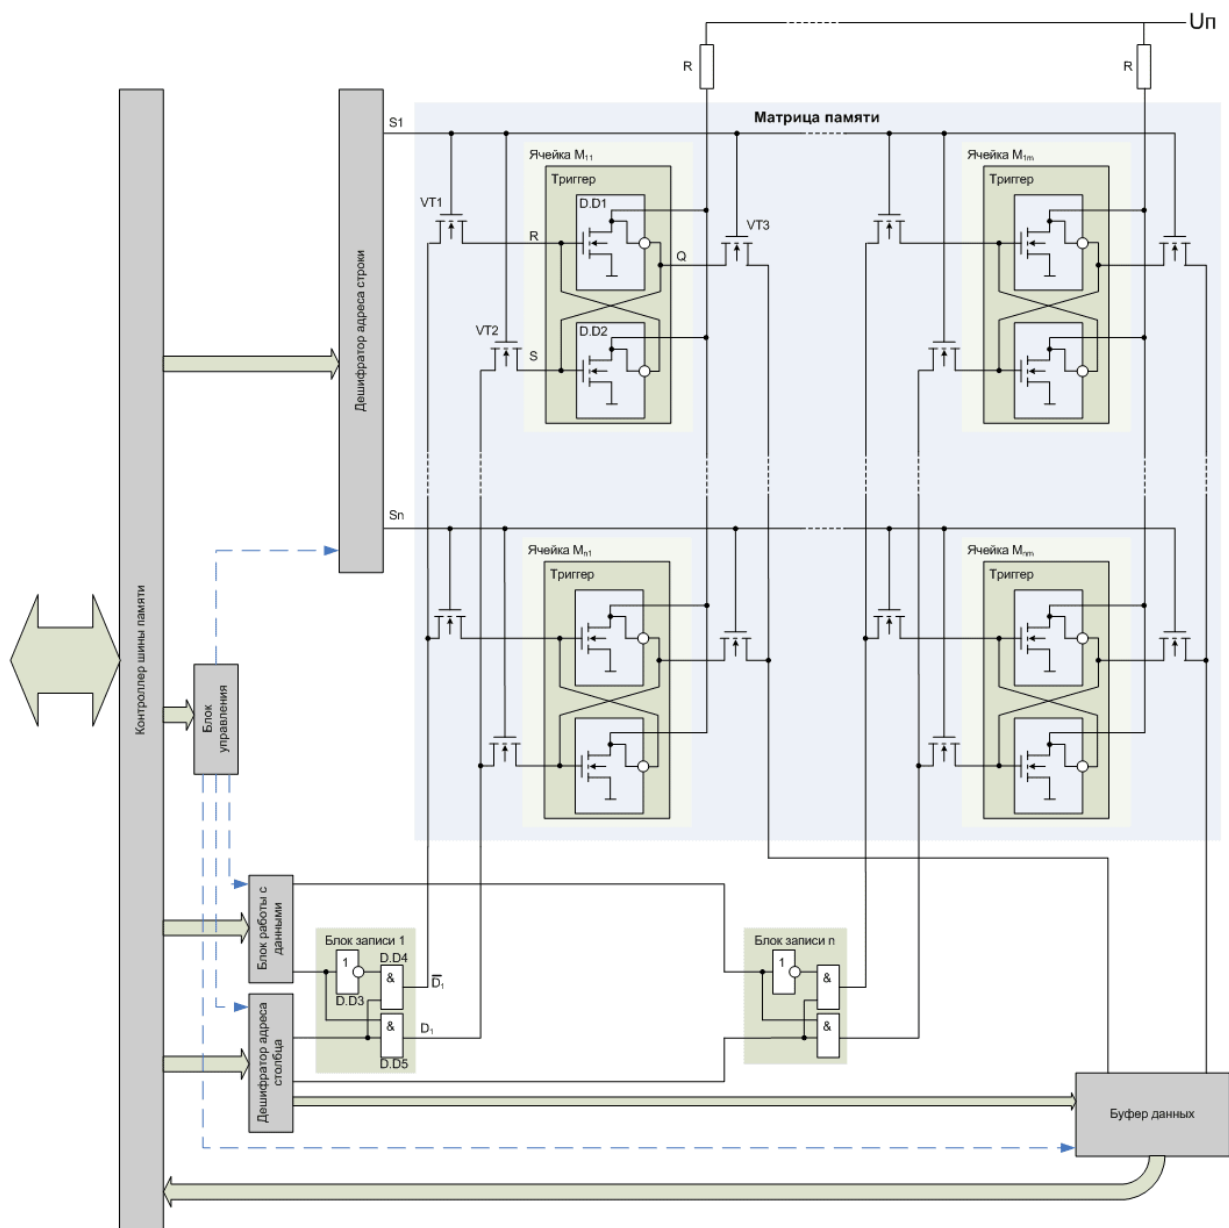 Uп
R
R
Матрица памяти
S1
Ячейка M11
Ячейка M1m
Триггер
Триггер
VT1
D.D1
R
VT3
Q
VT2
D.D2
S
Дешифратор адреса строки
Sn
Ячейка Mn1
Ячейка Mnm
Триггер
Триггер
Контроллер шины памяти
Блок
управления
Блок работы с
данными
Блок записи 1
Блок записи n
D.D4
1
&
D̅1
D.D3
1
&
&
D1
D.D5
&
Дешифратор адреса
столбца
Буфер данных